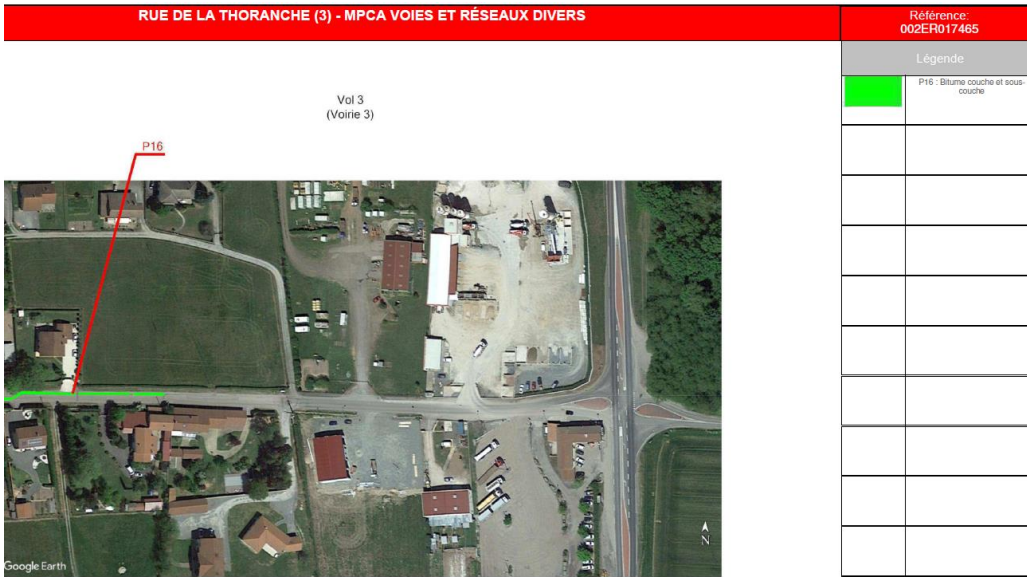 RUE DE LA THORANCHE (3) - MPCA VOIES ET RÉSEAUX DIVERS
Référence:
002ER017465
Légende
P16 : Bitume couche et sous-
couche
Vol 3
(Voirie 3)
P16
N
Google Earth